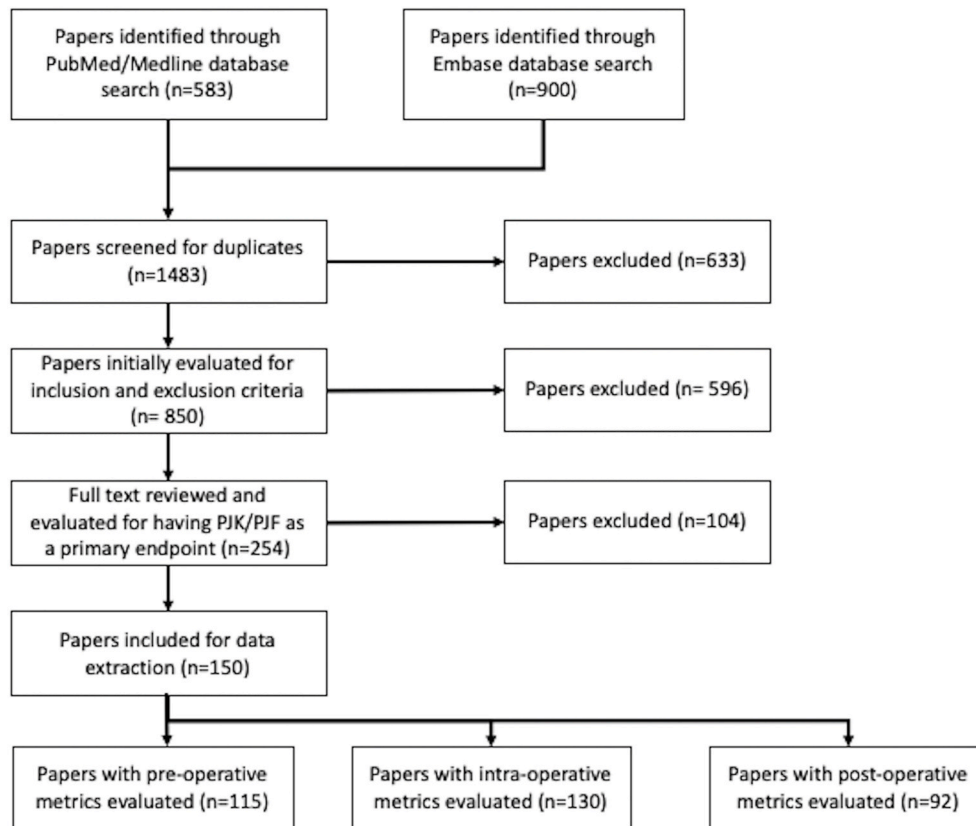 Papers identified through
PubMed/Medline database
search (n=583)
Papers identified through
Embase database search
(n=900)
Papers screened for duplicates
(n=1483)
Papers excluded (n=633)
Papers initially evaluated for
inclusion and exclusion criteria
(n= 850)
Papers excluded (n= 596)
Full text reviewed and
evaluated for having PJK/PJF as
a primary endpoint (n=254)
Papers excluded (n=104)
Papers included for data
extraction (n=150)
Papers with pre-operative
metrics evaluated (n=115)
Papers with intra-operative
metrics evaluated (n=130)
Papers with post-operative
metrics evaluated (n=92)